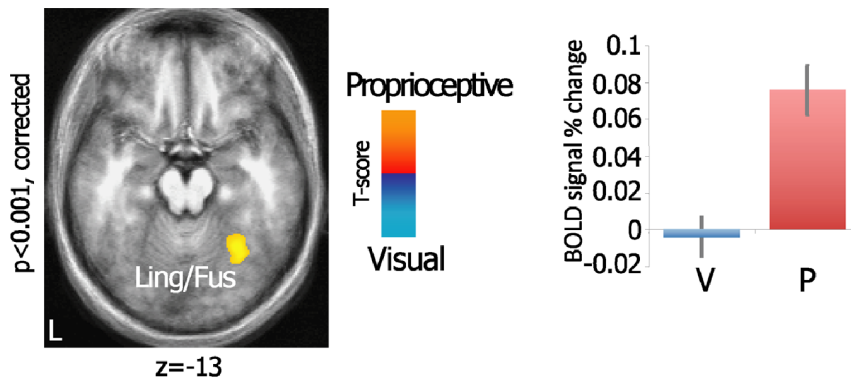 p<0.001, corrected
Ling/Fus
L
z=-13
Proprioceptive
T-score
Visual
BOLD signal % change
0.1
0.08
0.06
0.04
0.02
0
-0.02
V P